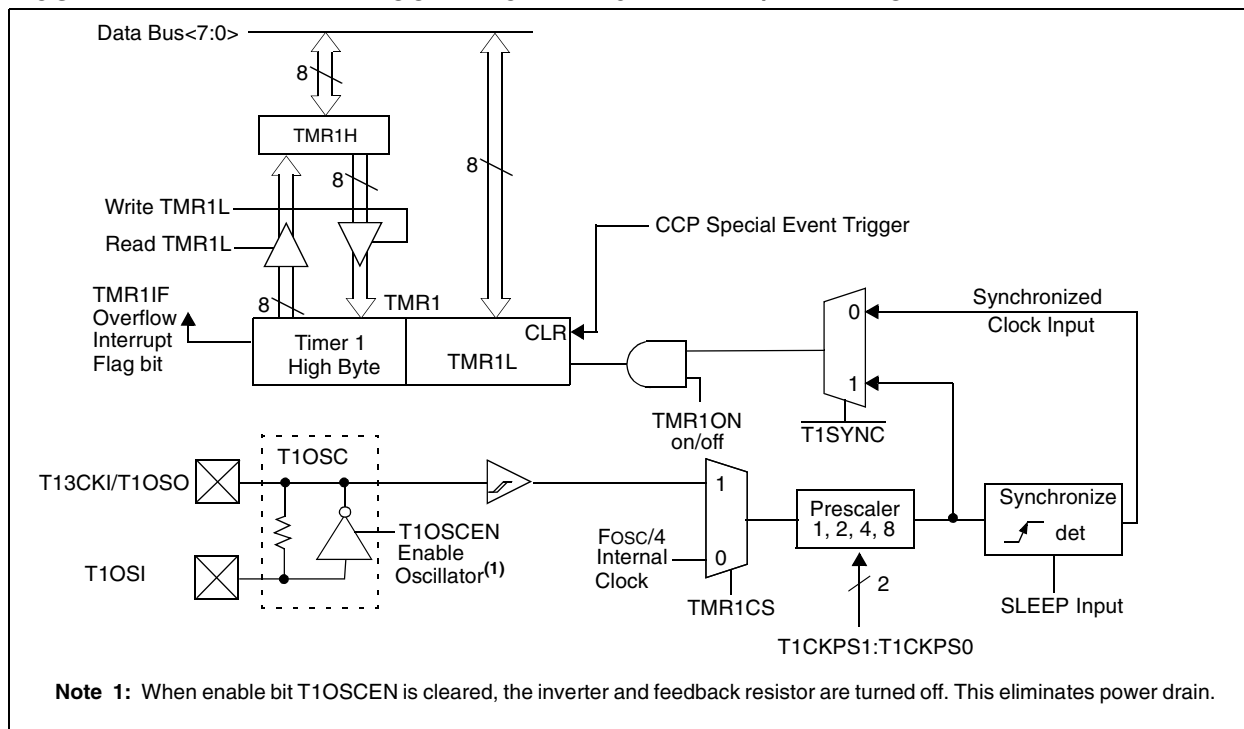 Data Bus<7:0>
8
TMR1H
8
8
Write TMR1L
Read TMR1L
CCP Special Event Trigger
TMR1IF
Overflow
Interrupt
Flag bit
8
TMR1
Timer 1
High Byte
TMR1L
CLR
0
1
Synchronized
Clock Input
TMR1ON
on/off
T1SYNC
T13CKI/T1OSO
T1OSC
T1OSI
T1OSCEN
Enable
Oscillator(1)
FOSC/4
Internal
Clock
1
0
TMR1CS
Prescaler
1, 2, 4, 8
2
T1CKPS1:T1CKPS0
Synchronize
det
SLEEP Input
Note 1: When enable bit T1OSCEN is cleared, the inverter and feedback resistor are turned off. This eliminates power drain.